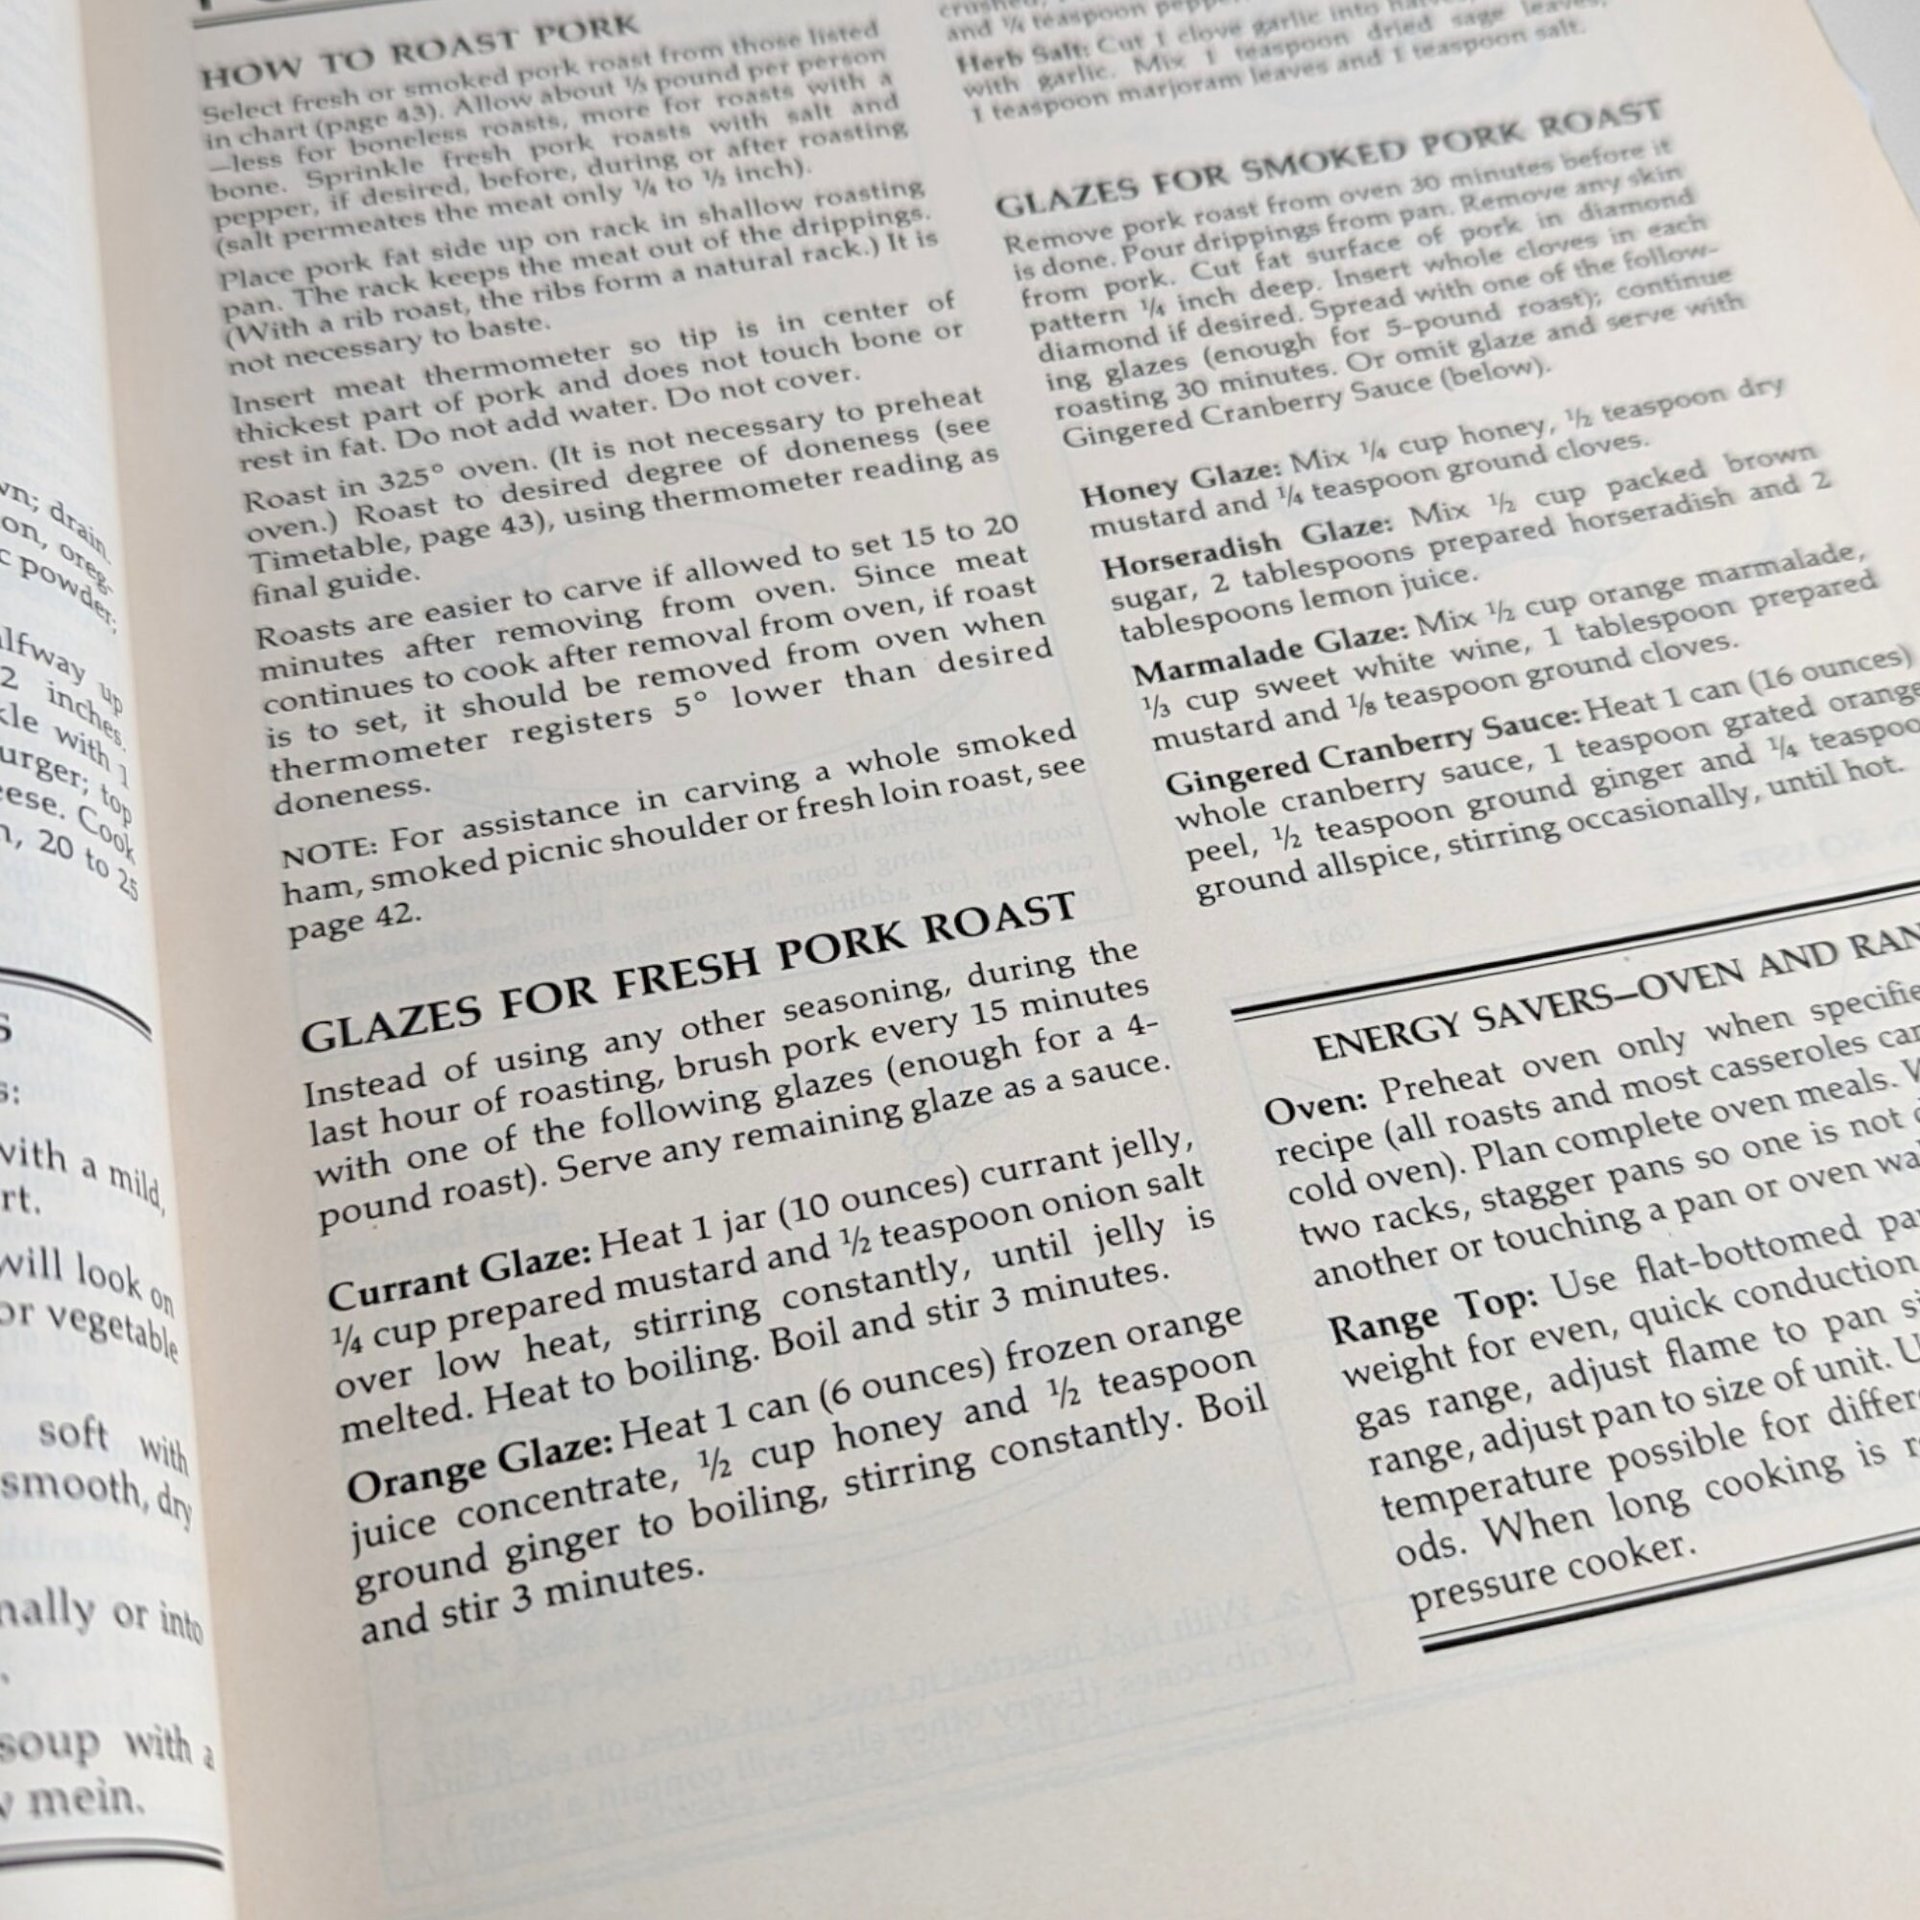 HOW TO ROAST PORK
Select fresh or smoked pork roast from those listed
in chart (page 43). Allow about ⅓ pound per person
—less for boneless roasts, more for roasts with a
bone. Sprinkle fresh pork roasts with salt and
pepper, if desired, before, during or after roasting
(salt permeates the meat only ¼ to ½ inch).
Place pork fat side up on rack in shallow roasting
pan. The rack keeps the meat out of the drippings.
(With a rib roast, the ribs form a natural rack.) It is
not necessary to baste.
Insert meat thermometer so tip is in center of
thickest part of pork and does not touch bone or
rest in fat. Do not add water. Do not cover.
Roast in 325° oven. (It is not necessary to preheat
oven.) Roast to desired degree of doneness (see
Timetable, page 43), using thermometer reading as
final guide.
Roasts are easier to carve if allowed to set 15 to 20
minutes after removing from oven. Since meat
continues to cook after removal from oven, if roast
is to set, it should be removed from oven when
thermometer registers 5° lower than desired
doneness.
NOTE: For assistance in carving a whole smoked
ham, smoked picnic shoulder or fresh loin roast, see
page 42.
GLAZES FOR FRESH PORK ROAST
Instead of using any other seasoning, during the
last hour of roasting, brush pork every 15 minutes
with one of the following glazes (enough for a 4-
pound roast). Serve any remaining glaze as a sauce.
Currant Glaze: Heat 1 jar (10 ounces) currant jelly,
¼ cup prepared mustard and ½ teaspoon onion salt
over low heat, stirring constantly, until jelly is
melted. Heat to boiling. Boil and stir 3 minutes.
Orange Glaze: Heat 1 can (6 ounces) frozen orange
juice concentrate, ½ cup honey and ½ teaspoon
ground ginger to boiling, stirring constantly. Boil
and stir 3 minutes.
and ¼ teaspoon
Herb Salt: Cut 1 clove garlic into
with garlic. Mix 1 teaspoon dried sage leaves,
1 teaspoon marjoram leaves and 1 teaspoon salt.
GLAZES FOR SMOKED PORK ROAST
Remove pork roast from oven 30 minutes before it
is done. Pour drippings from pan. Remove any skin
from pork. Cut fat surface of pork in diamond
pattern ¼ inch deep. Insert whole cloves in each
diamond if desired. Spread with one of the follow-
ing glazes (enough for 5-pound roast); continue
roasting 30 minutes. Or omit glaze and serve with
Gingered Cranberry Sauce (below).
Honey Glaze: Mix ¼ cup honey, ½ teaspoon dry
mustard and ¼ teaspoon ground cloves.
Horseradish Glaze: Mix ½ cup packed brown
sugar, 2 tablespoons prepared horseradish and 2
tablespoons lemon juice.
Marmalade Glaze: Mix ½ cup orange marmalade,
⅓ cup sweet white wine, 1 tablespoon prepared
mustard and ⅛ teaspoon ground cloves.
Gingered Cranberry Sauce: Heat 1 can (16 ounces)
whole cranberry sauce, 1 teaspoon grated orange
peel, ½ teaspoon ground ginger and ¼ teaspoo
ground allspice, stirring occasionally, until hot.
ENERGY SAVERS—OVEN AND RAN
Oven: Preheat oven only when specifie
recipe (all roasts and most casseroles can
cold oven). Plan complete oven meals. W
two racks, stagger pans so one is not d
another or touching a pan or oven wa
Range Top: Use flat-bottomed pa
weight for even, quick conduction
gas range, adjust flame to pan si
range, adjust pan to size of unit. U
temperature possible for differ
ods. When long cooking is r
pressure cooker.